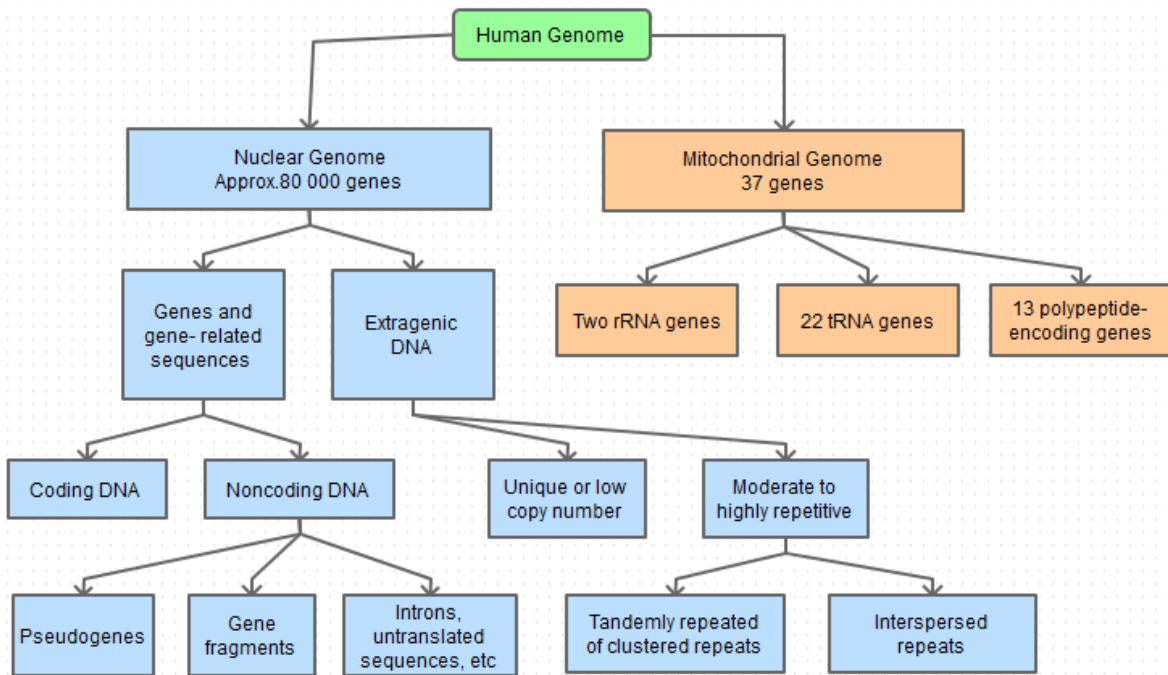 Human Genome
Nuclear Genome
Approx.80 000 genes
Mitochondrial Genome
37 genes
Genes and
gene- related
sequences
Extragenic
DNA
Two rRNA genes
22 tRNA genes
13 polypeptide-
encoding genes
Coding DNA
Noncoding DNA
Unique or low
copy number
Moderate to
highly repetitive
Pseudogenes
Gene
fragments
Introns,
untranslated
sequences, etc
Tandemly repeated
of clustered repeats
Interspersed
repeats